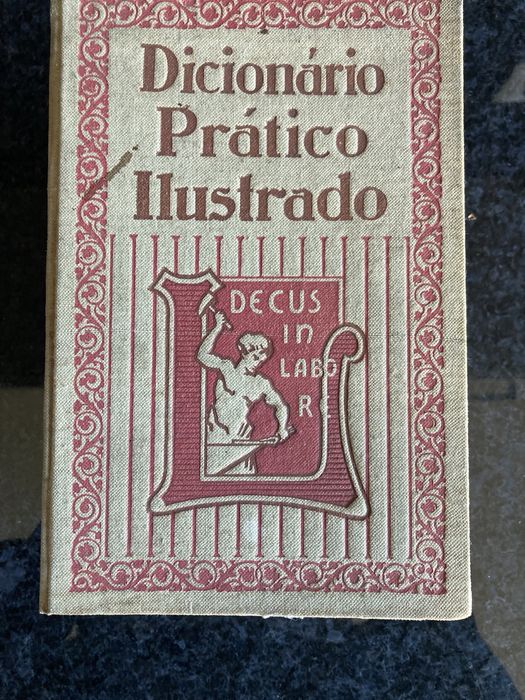 Dicionário
Prático
Ilustrado
DECUS
in
LABO
RE